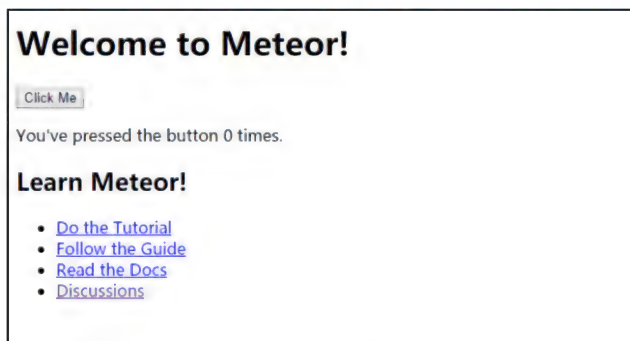 Welcome to Meteor!
Click Me
You've pressed the button 0 times.
Learn Meteor!
Do the Tutorial
Follow the Guide
Read the Docs
Discussions